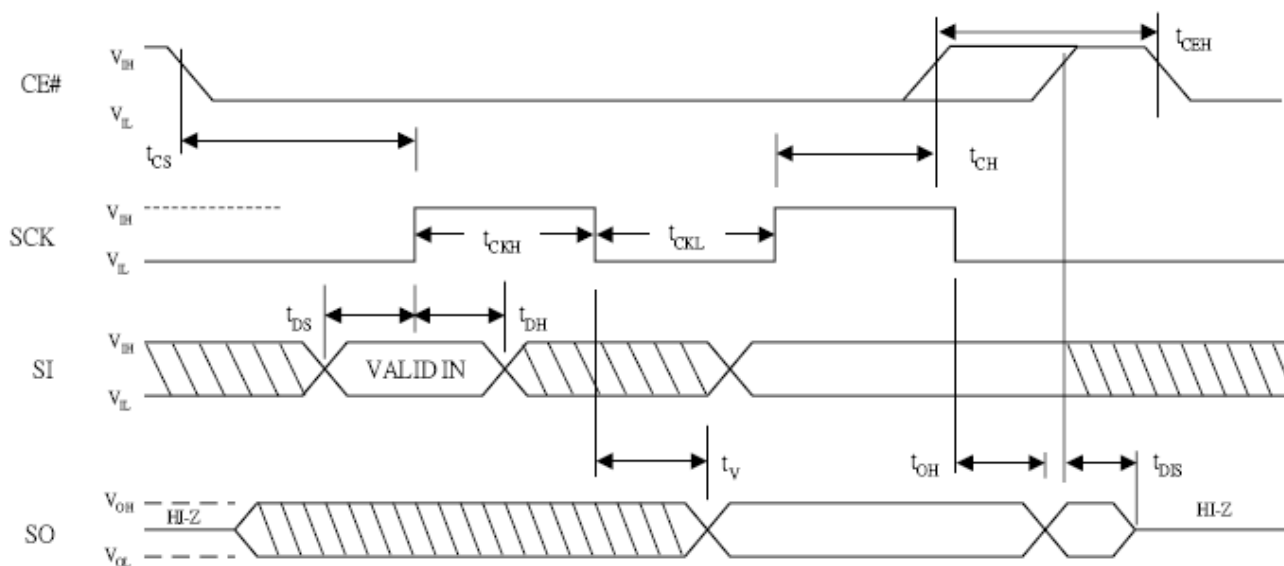 V_IH
CE#
V_IL
t_CEH
t_CS
t_CH
V_IH
SCK
V_IL
t_CKH
t_CKL
t_DS
t_DH
V_IH
SI
V_IL
VALID IN
t_V
t_OH
t_DIS
V_OH
HI-Z
SO
V_OL
HI-Z